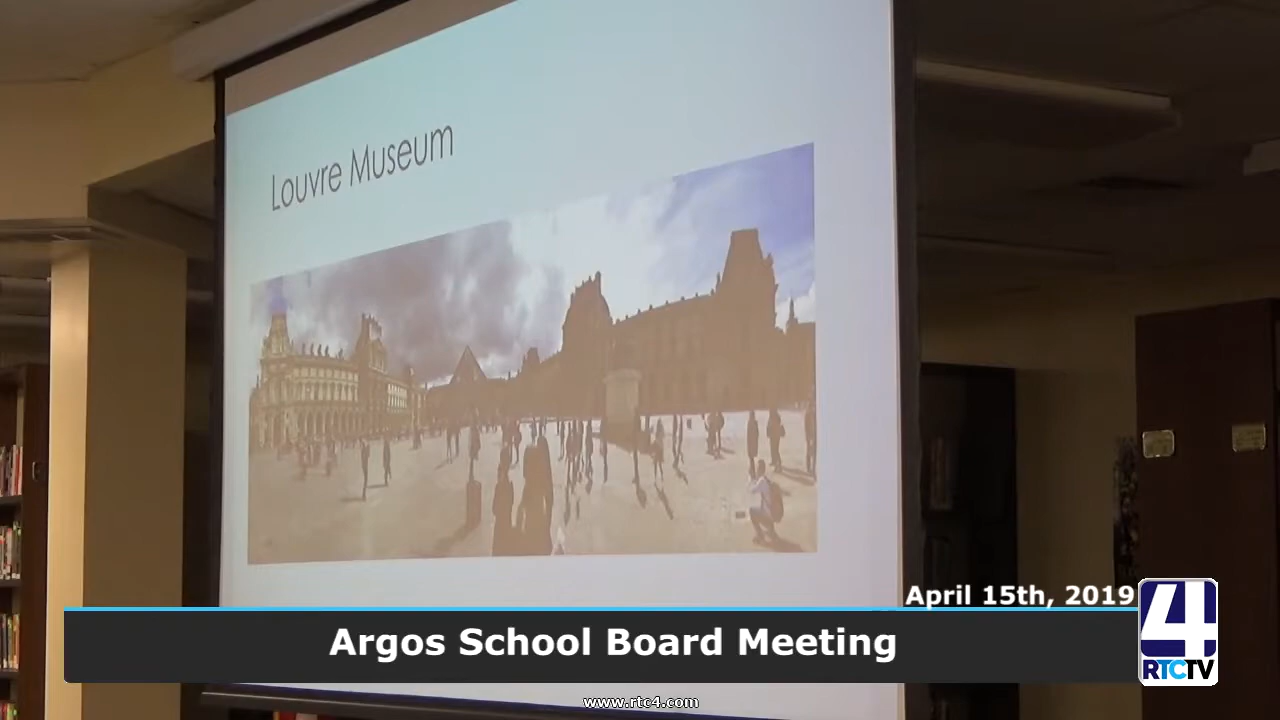 Louvre Museum
April 15th, 2019
Argos School Board Meeting
4
RTCTV
www.rtc4.com